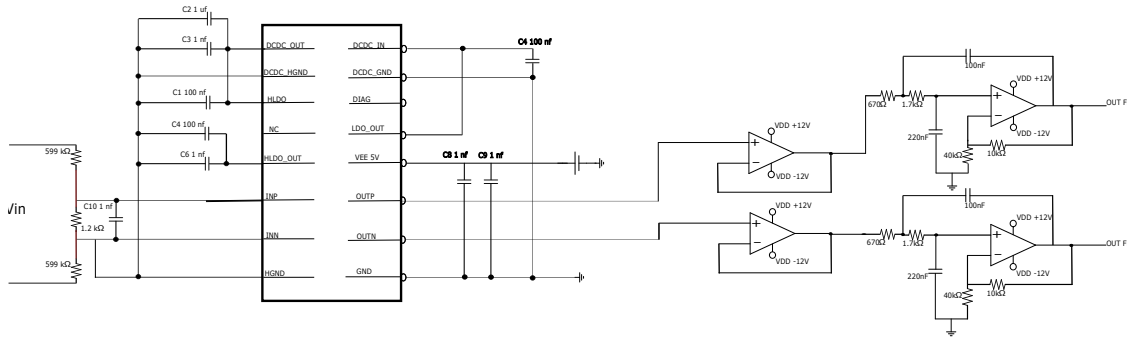 C2 1 uf
C3 1 nf
C1 100 nf
C4 100 nf
C6 1 nf
599 kΩ
Vin
C10 1 nf
1.2 kΩ
599 kΩ
DCDC_OUT
DCDC_HGND
HLDO
NC
HLDO_OUT
INP
INN
HGND
DCDC_IN
DCDC_GND
DIAG
LDO_OUT
VEE 5V
OUTP
OUTN
GND
C4 100 nf
C8 1 nf
C9 1 nf
VDD +12V
VDD -12V
670Ω
1.7kΩ
100nF
220nF
VDD +12V
VDD -12V
40kΩ
10kΩ
OUT F
VDD +12V
VDD -12V
670Ω
1.7kΩ
100nF
220nF
VDD +12V
VDD -12V
40kΩ
10kΩ
OUT F